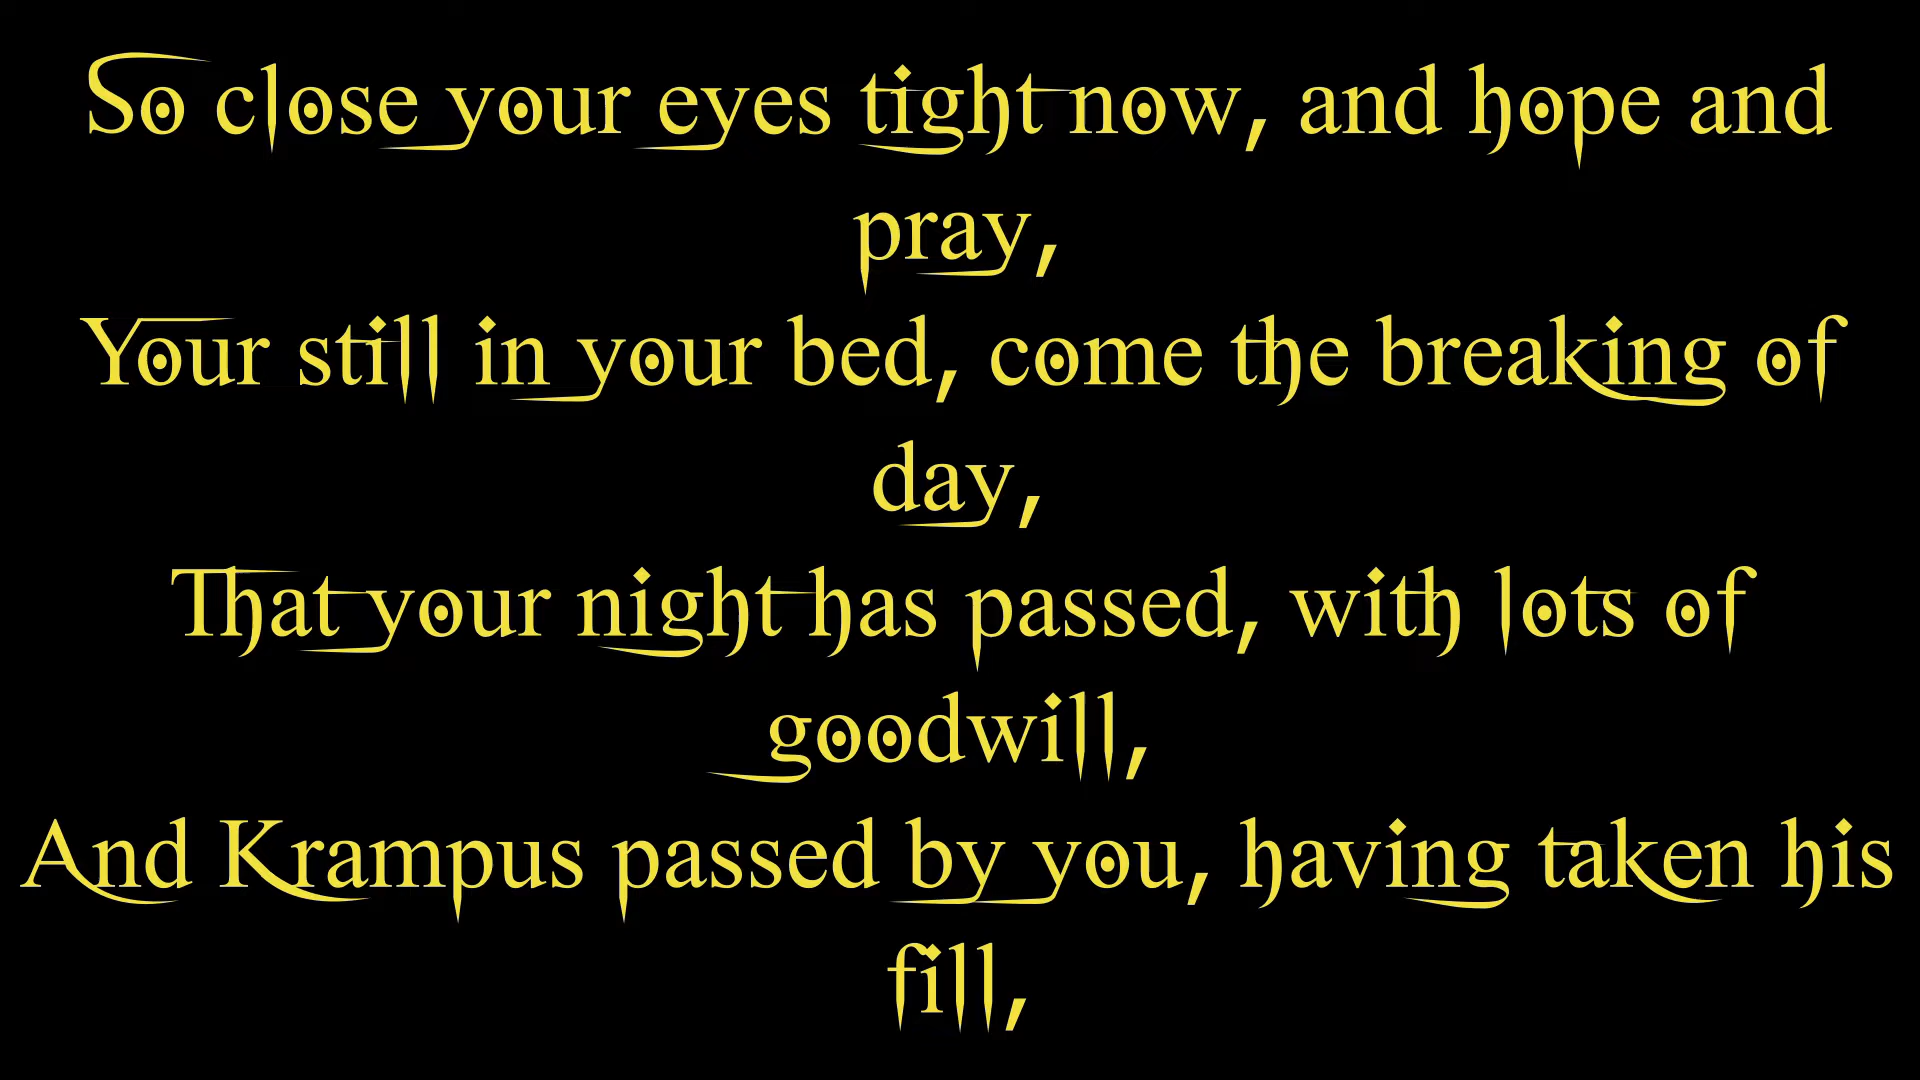 So close your eyes tight now, and hope and
pray,
Your still in your bed, come the breaking of
day,
That your night has passed, with lots of
goodwill,
And Krampus passed by you, having taken his
fill,